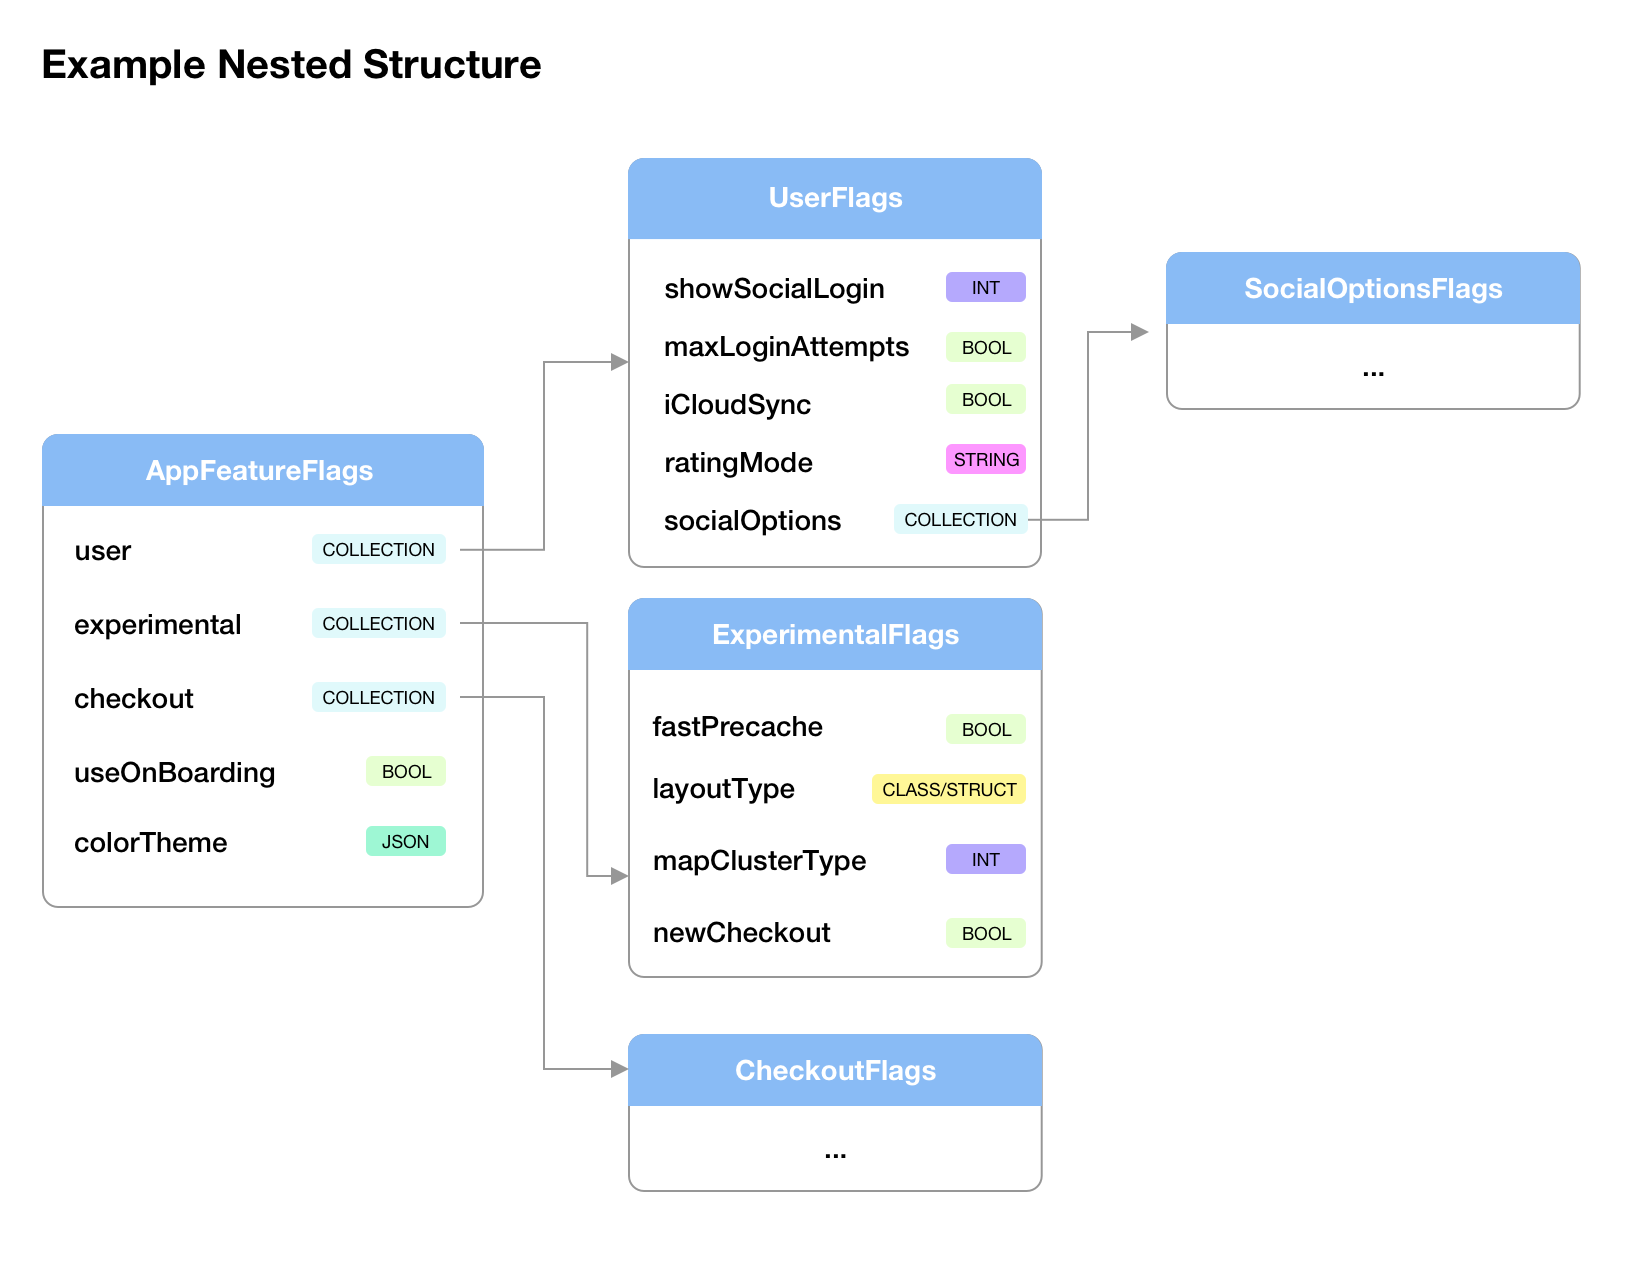 Example Nested Structure
AppFeatureFlags
user COLLECTION
experimental COLLECTION
checkout COLLECTION
useOnBoarding BOOL
colorTheme JSON
UserFlags
showSocialLogin INT
maxLoginAttempts BOOL
iCloudSync BOOL
ratingMode STRING
socialOptions COLLECTION
SocialOptionsFlags
...
ExperimentalFlags
fastPrecache BOOL
layoutType CLASS/STRUCT
mapClusterType INT
newCheckout BOOL
CheckoutFlags
...